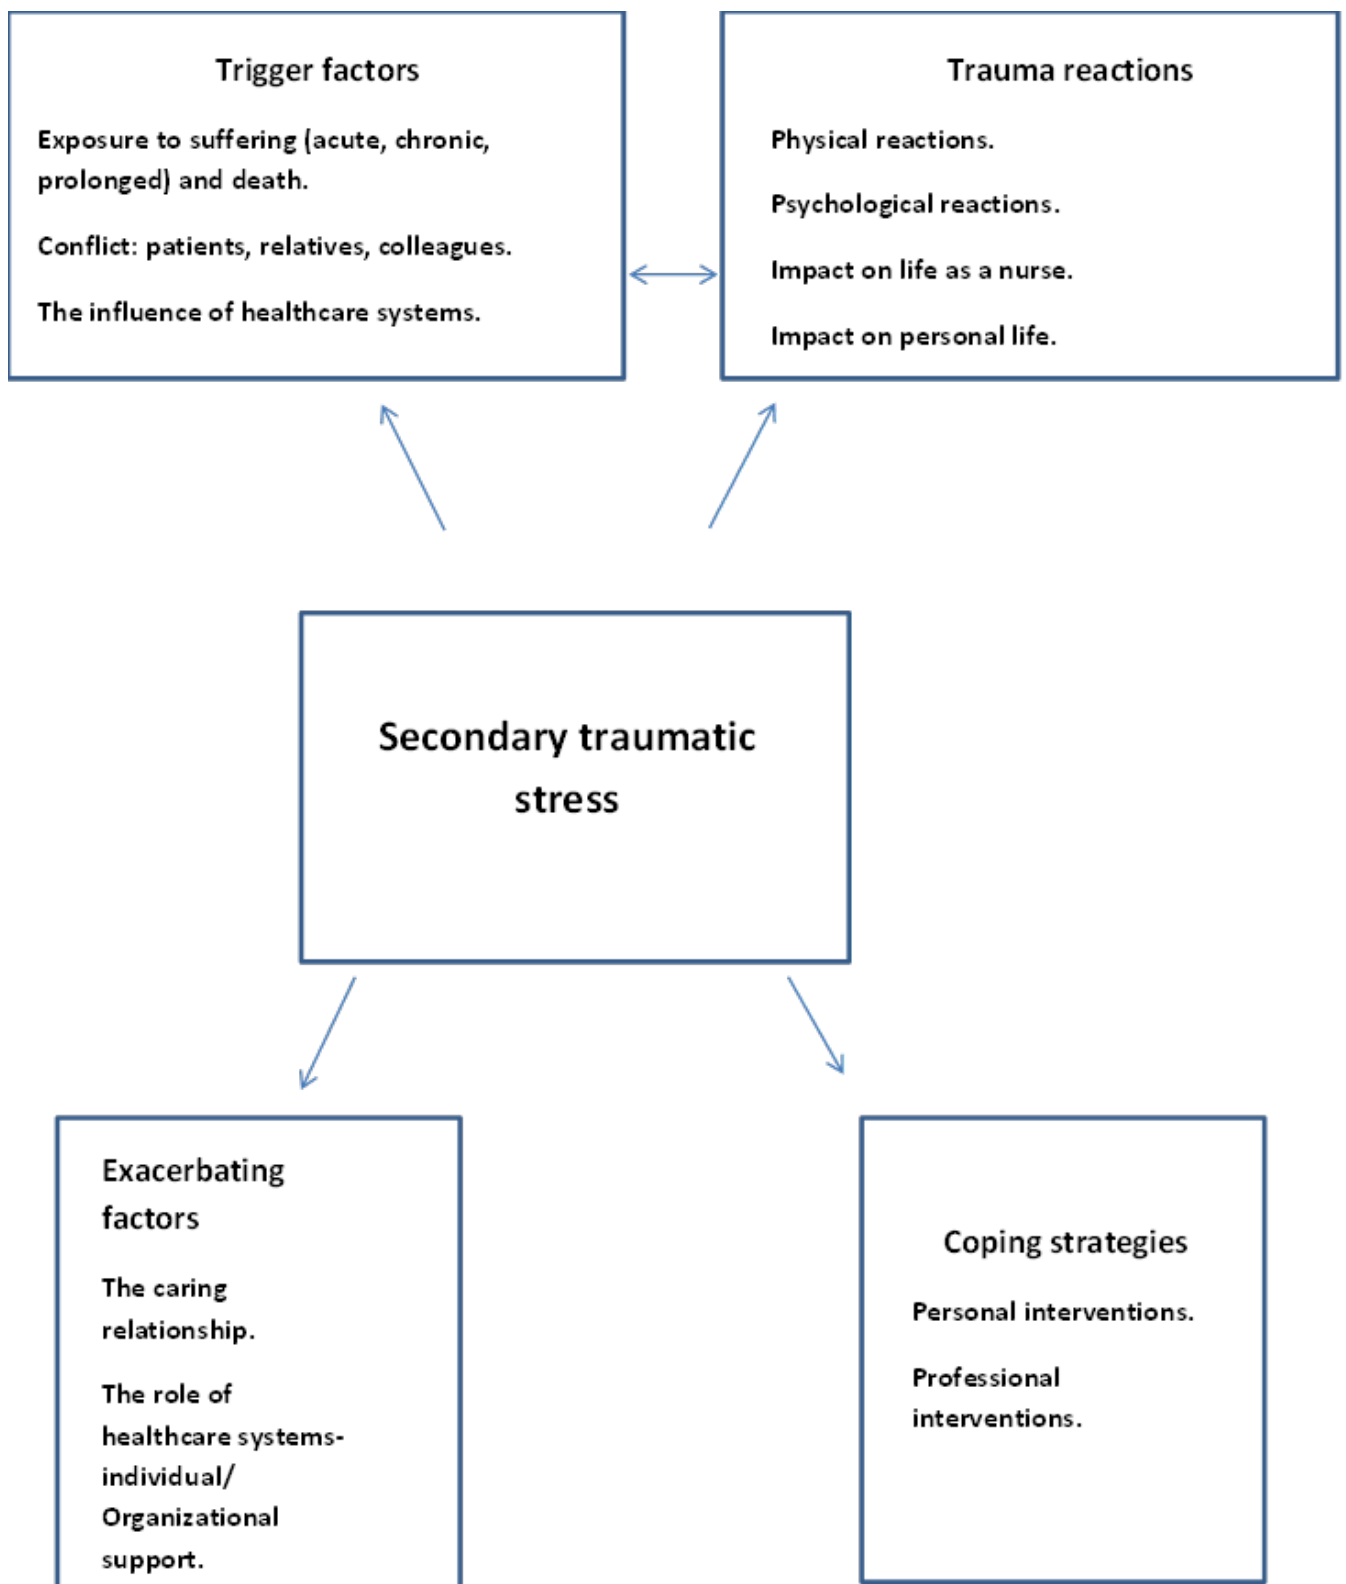 Trigger factors
Exposure to suffering (acute, chronic,
prolonged) and death.
Conflict: patients, relatives, colleagues.
The influence of healthcare systems.
Trauma reactions
Physical reactions.
Psychological reactions.
Impact on life as a nurse.
Impact on personal life.
Secondary traumatic
stress
Exacerbating
factors
The caring
relationship.
The role of
healthcare systems-
individual/
Organizational
support.
Coping strategies
Personal interventions.
Professional
interventions.